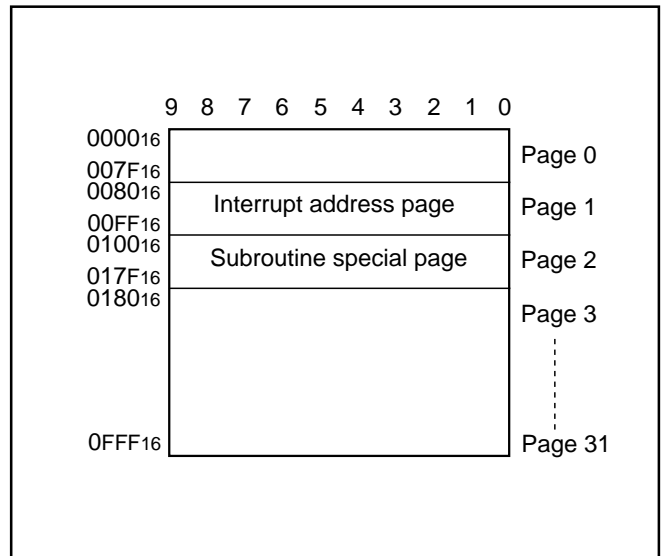 9 8 7 6 5 4 3 2 1 0
0000₁₆
Page 0
007F₁₆
0080₁₆
Interrupt address page
Page 1
00FF₁₆
0100₁₆
Subroutine special page
Page 2
017F₁₆
0180₁₆
Page 3
0FFF₁₆
Page 31